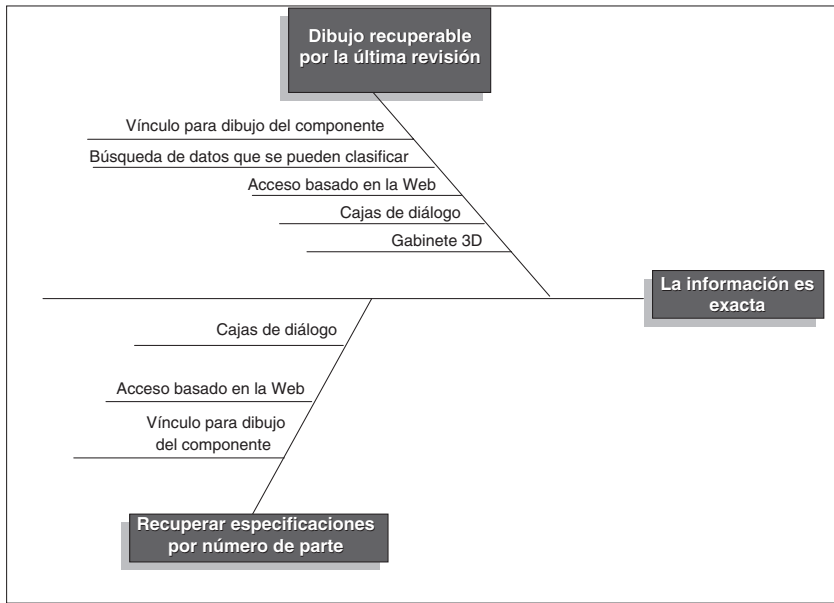 Dibujo recuperable
por la última revisión
Vínculo para dibujo del componente
Búsqueda de datos que se pueden clasificar
Acceso basado en la Web
Cajas de diálogo
Gabinete 3D
La información es
exacta
Cajas de diálogo
Acceso basado en la Web
Vínculo para dibujo
del componente
Recuperar especificaciones
por número de parte